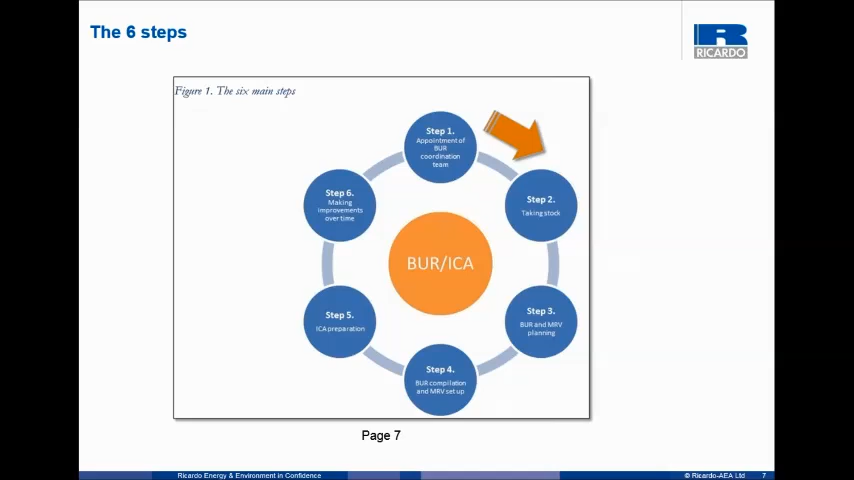 The 6 steps
RICARDO
Figure 1. The six main steps
Step 1.
Appointment of
BUR
coordination
team
Step 2.
Taking stock
Step 3.
BUR and MRV
planning
Step 4.
BUR compilation
and MRV set up
Step 5.
ICA preparation
Step 6.
Making
improvements
over time
BUR/ICA
Page 7
Ricardo Energy & Environment in Confidence
© Ricardo-AEA Ltd
7